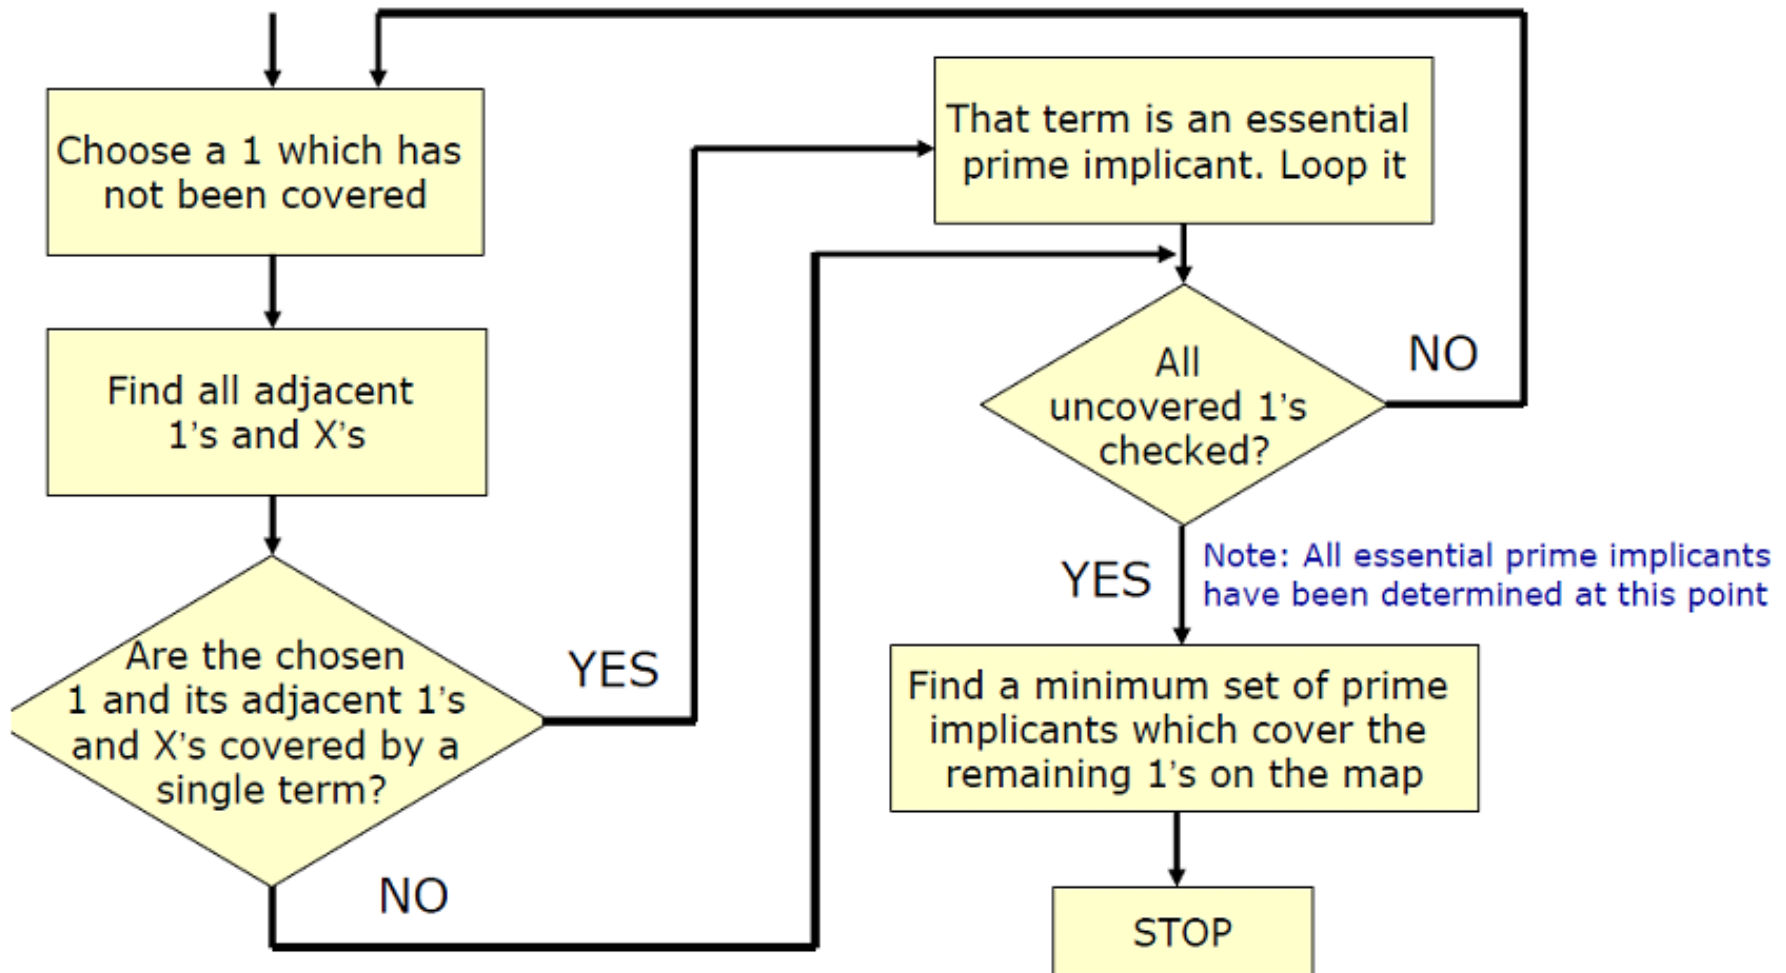 Choose a 1 which has
not been covered
Find all adjacent
1's and X's
Are the chosen
1 and its adjacent 1's
and X's covered by a
single term?
YES
NO
That term is an essential
prime implicant. Loop it
All
uncovered 1's
checked?
NO
YES
Note: All essential prime implicants
have been determined at this point
Find a minimum set of prime
implicants which cover the
remaining 1's on the map
STOP